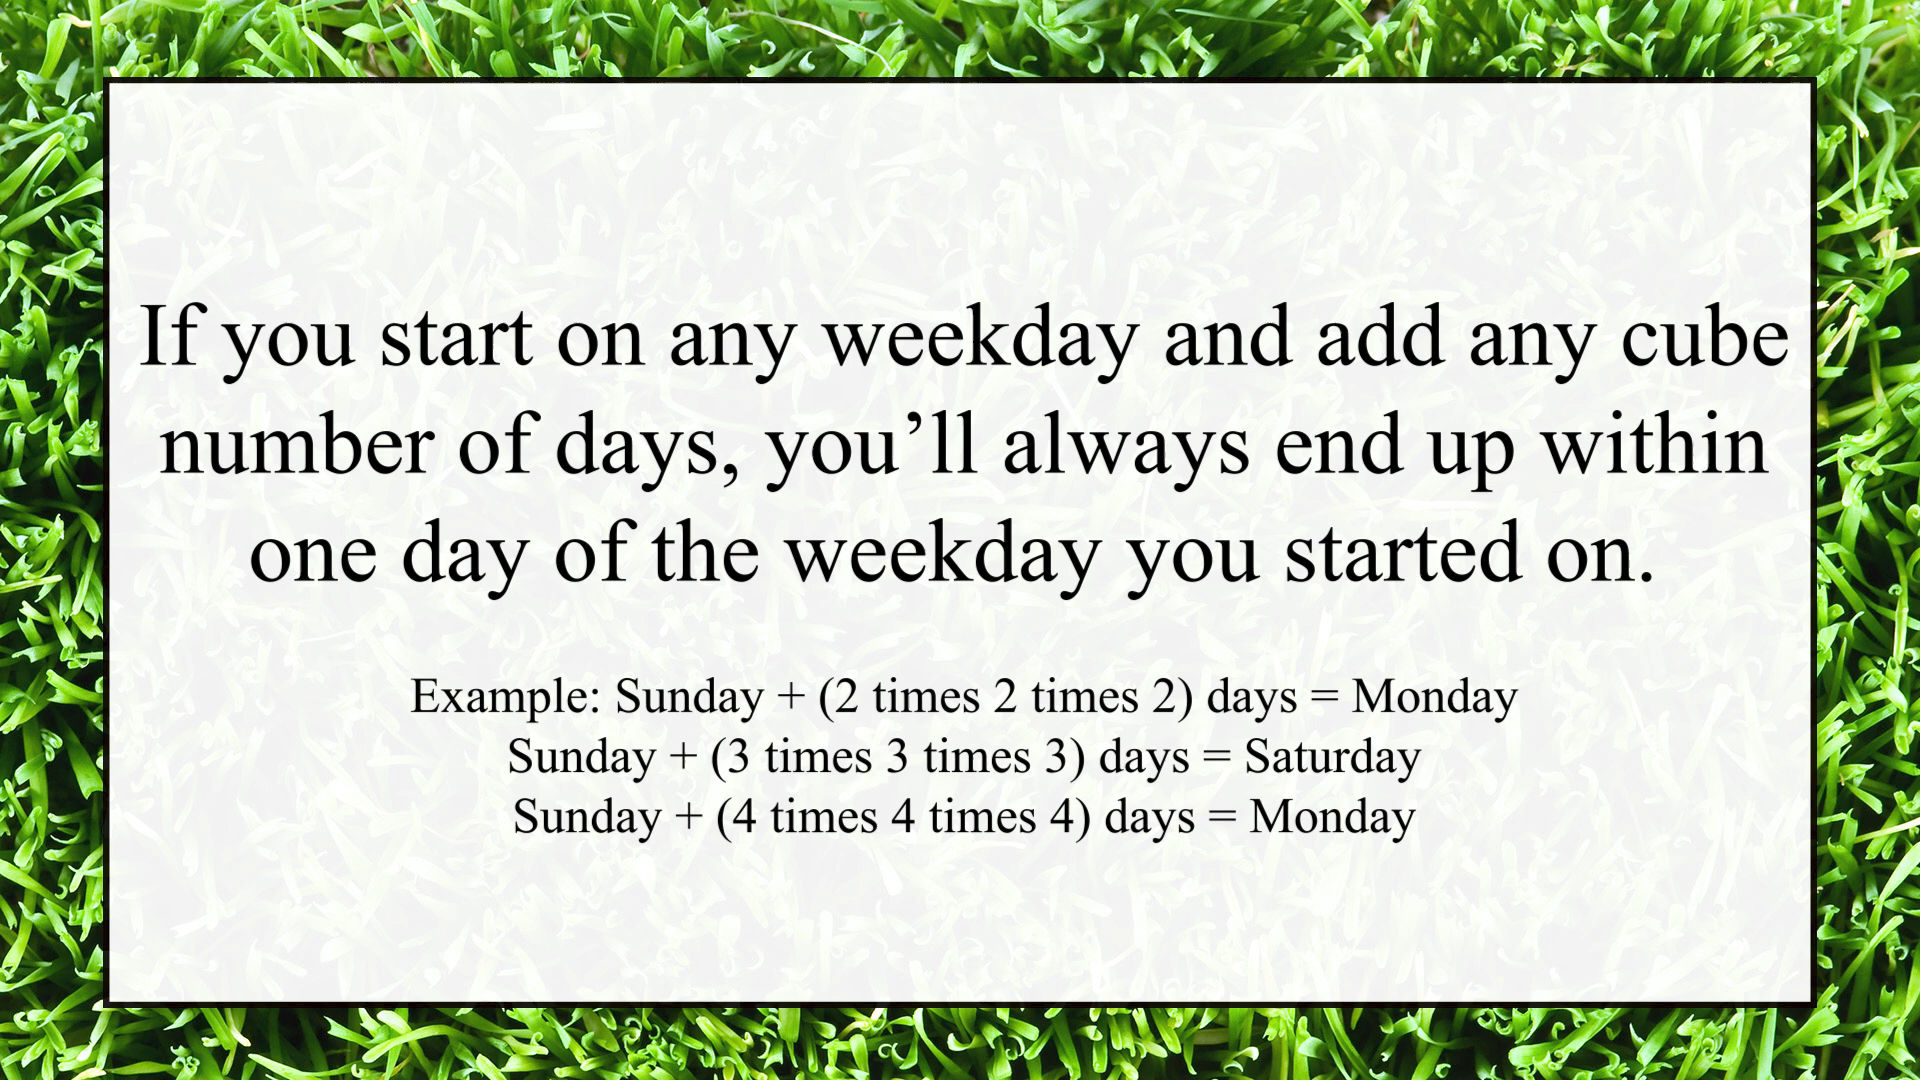 If you start on any weekday and add any cube
number of days, you’ll always end up within
one day of the weekday you started on.
Example: Sunday + (2 times 2 times 2) days = Monday
Sunday + (3 times 3 times 3) days = Saturday
Sunday + (4 times 4 times 4) days = Monday